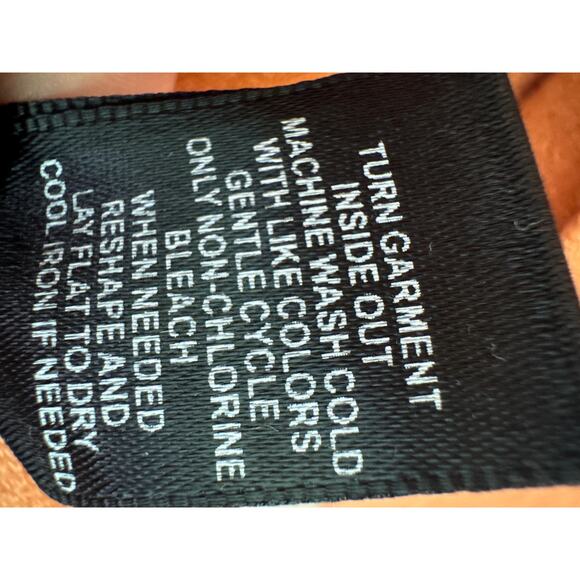 TURN GARMENT
INSIDE OUT
MACHINE WASH COLD
WITH LIKE COLORS
GENTLE CYCLE
ONLY NON-CHLORINE
BLEACH
WHEN NEEDED
RESHAPE AND
LAY FLAT TO DRY
COOL IRON IF NEEDED